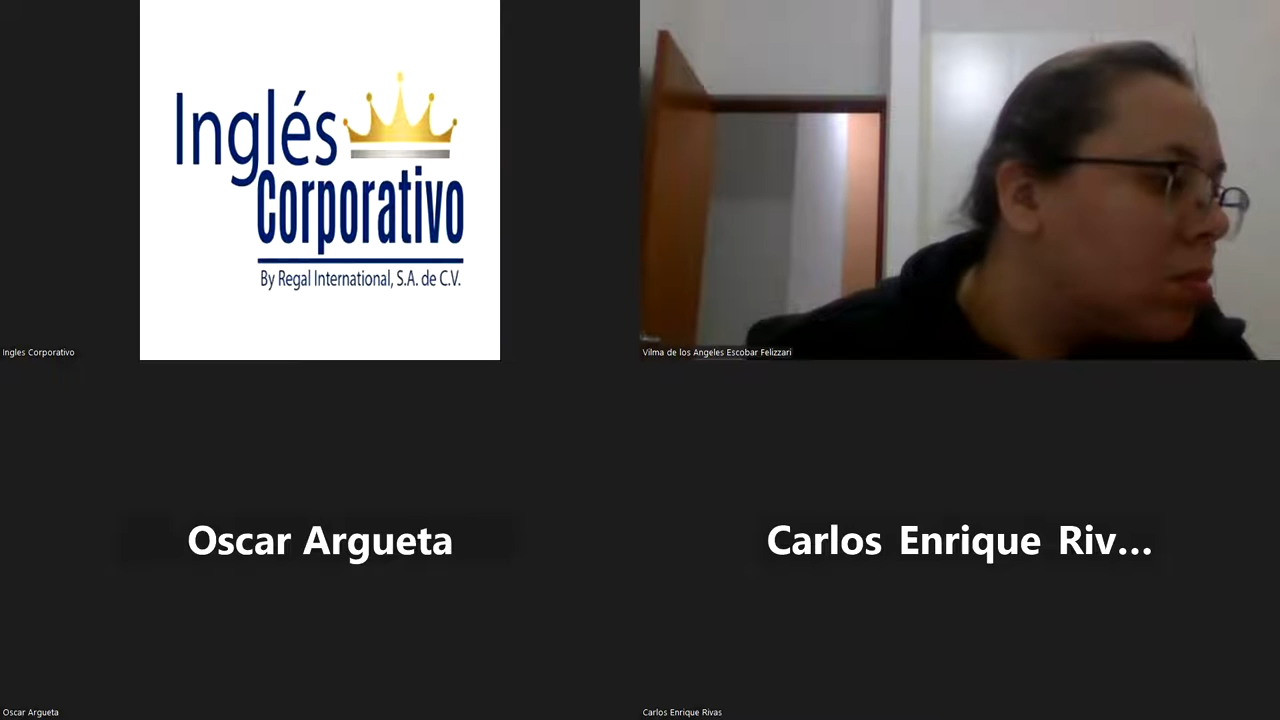 Inglés
Corporativo
By Regal International, S.A. de C.V.
Ingles Corporativo
Vilma de los Angeles Escobar Felizzari
Oscar Argueta
Carlos Enrique Riv...
Oscar Argueta
Carlos Enrique Rivas